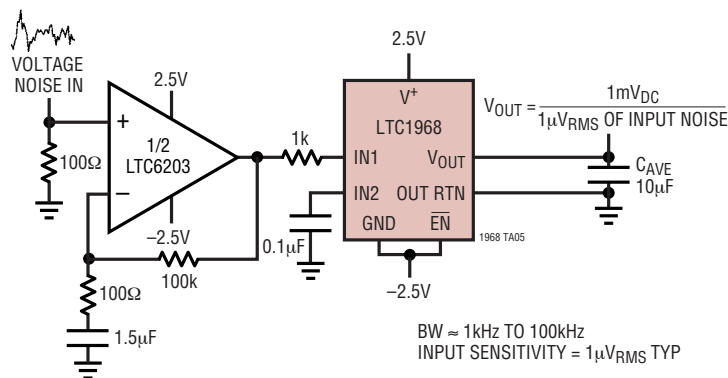 VOLTAGE
NOISE IN
100Ω
+
−
1/2
LTC6203
2.5V
−2.5V
100k
100Ω
1.5µF
1k
0.1µF
2.5V
V+
LTC1968
IN1
IN2
VOUT
OUT RTN
GND
EN
1968 TA05
−2.5V
VOUT = 1mVDC
1µVRMS OF INPUT NOISE
CAVE
10µF
BW ≈ 1kHz TO 100kHz
INPUT SENSITIVITY = 1µVRMS TYP